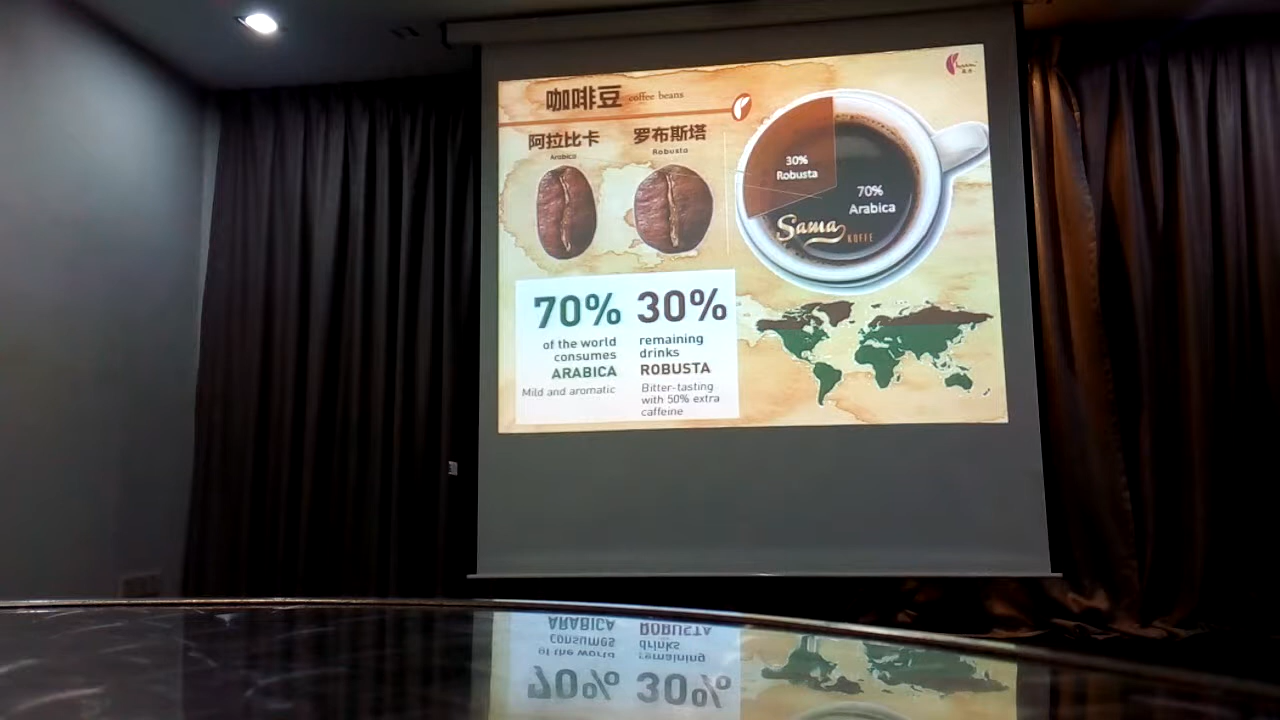 咖啡豆 coffee beans
阿拉比卡
Arabica
罗布斯塔
Robusta
30%
Robusta
70%
Arabica
Sama KOFFE
70%
of the world
consumes
ARABICA
Mild and aromatic
30%
remaining
drinks
ROBUSTA
Bitter-tasting
with 50% extra
caffeine